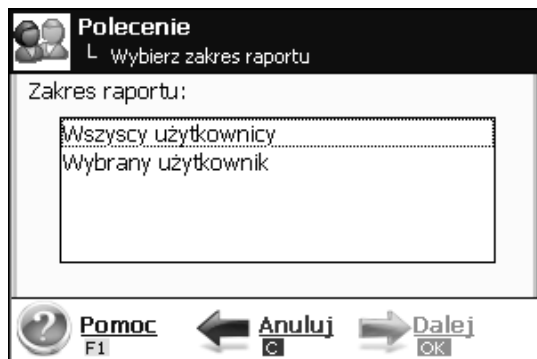 Polecenie
Wybierz zakres raportu
Zakres raportu:
Wszyscy użytkownicy
Wybrany użytkownik
Pomoc Anuluj Dalej
F1 C OK